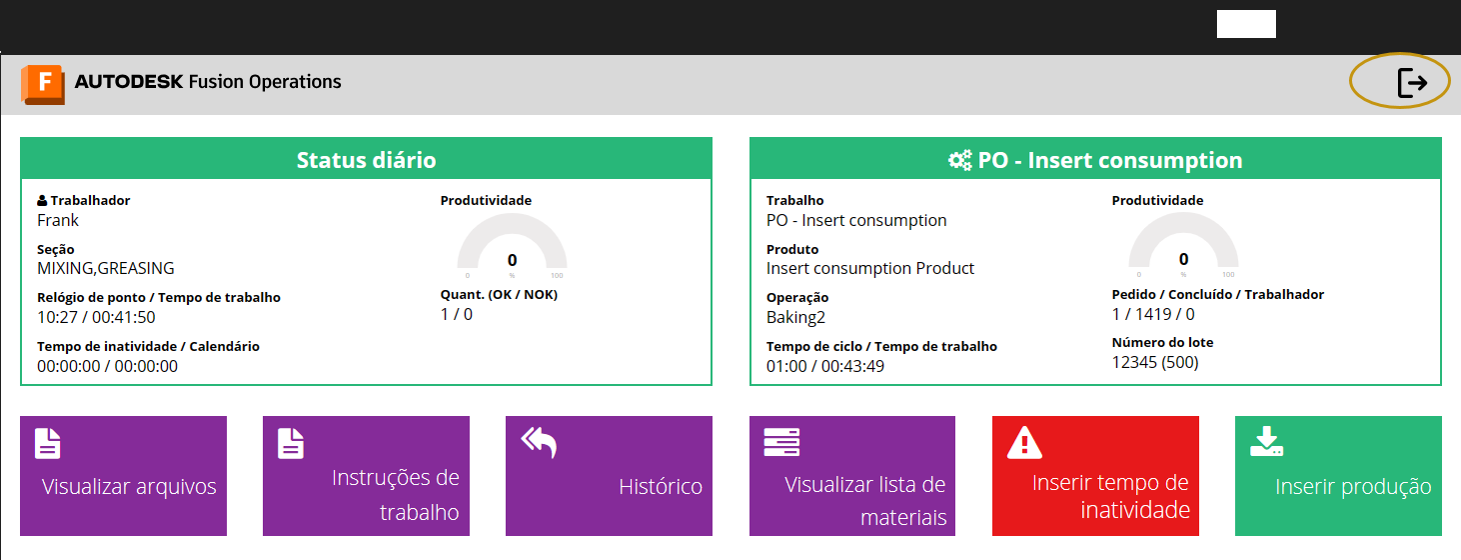 F AUTODESK Fusion Operations
Status diário
Trabalhador
Frank
Seção
MIXING,GREASING
Relógio de ponto / Tempo de trabalho
10:27 / 00:41:50
Tempo de inatividade / Calendário
00:00:00 / 00:00:00
Produtividade
0
0 % 100
Quant. (OK / NOK)
1 / 0
PO - Insert consumption
Trabalho
PO - Insert consumption
Produto
Insert consumption Product
Operação
Baking2
Tempo de ciclo / Tempo de trabalho
01:00 / 00:43:49
Produtividade
0
0 % 100
Pedido / Concluído / Trabalhador
1 / 1419 / 0
Número do lote
12345 (500)
Visualizar arquivos
Instruções de
trabalho
Histórico
Visualizar lista de
materiais
Inserir tempo de
inatividade
Inserir produção